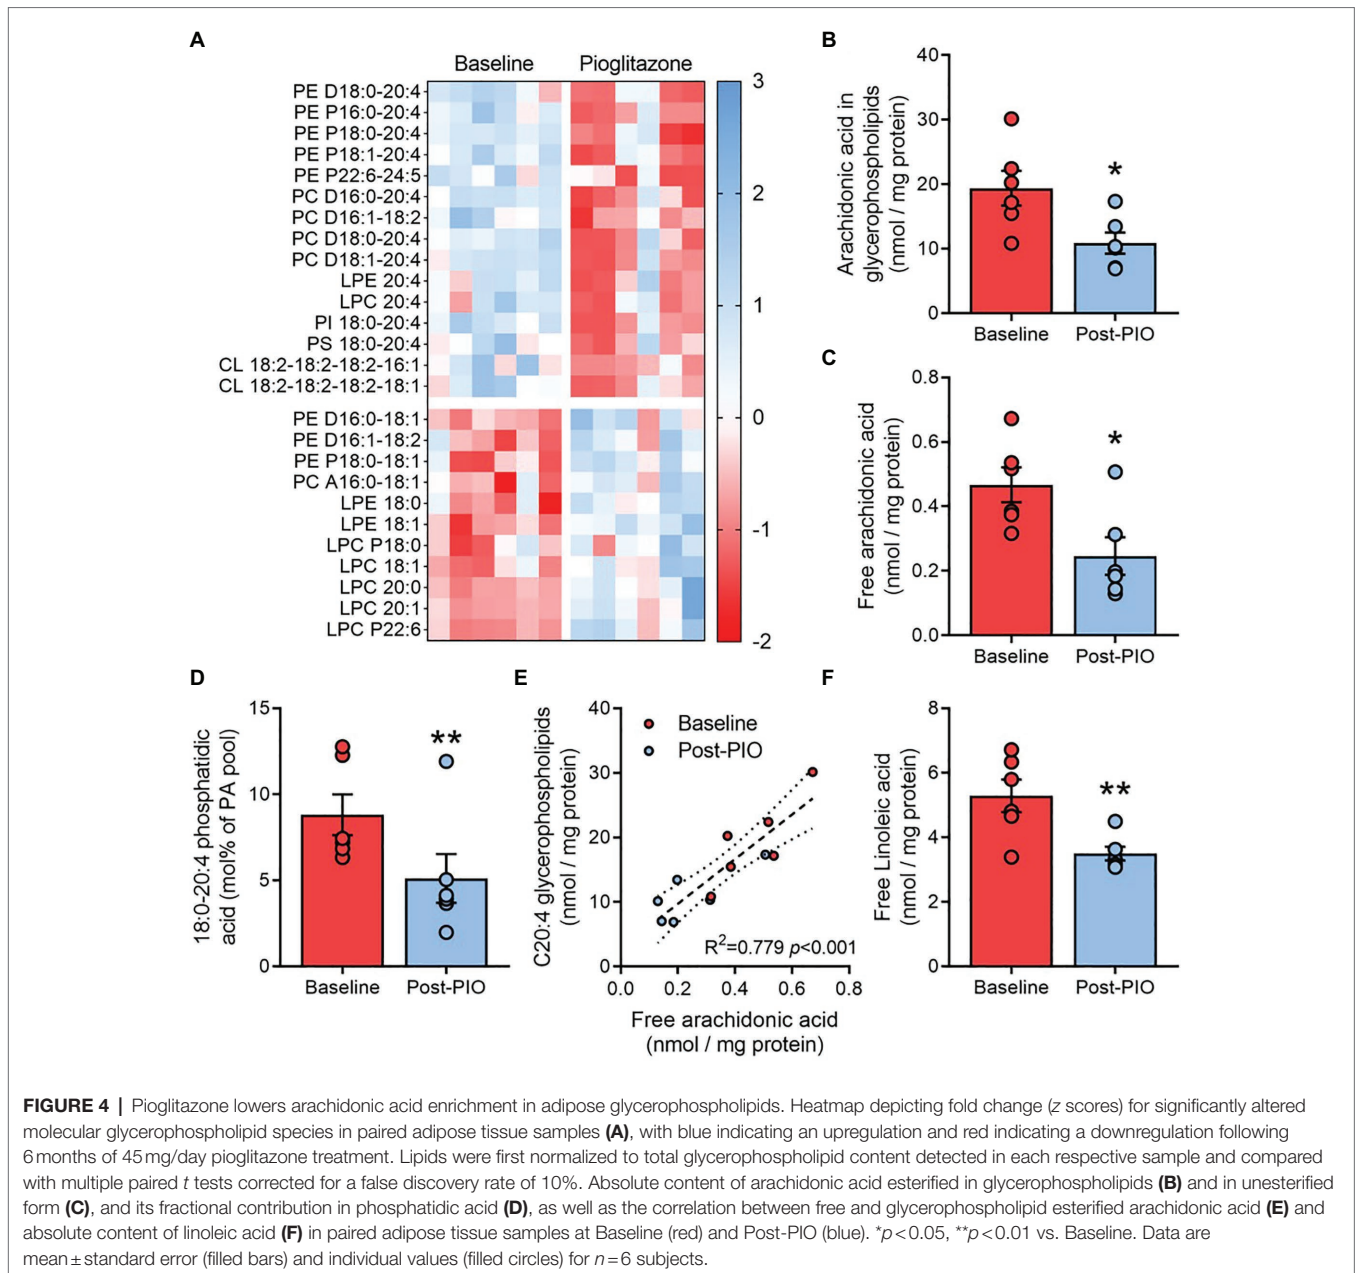 A
Baseline
Pioglitazone
PE D18:0-20:4
PE P16:0-20:4
PE P18:0-20:4
PE P18:1-20:4
PE P22:6-24:5
PC D16:0-20:4
PC D16:1-18:2
PC D18:0-20:4
PC D18:1-20:4
LPE 20:4
LPC 20:4
PI 18:0-20:4
PS 18:0-20:4
CL 18:2-18:2-18:2-16:1
CL 18:2-18:2-18:2-18:1
PE D16:0-18:1
PE D16:1-18:2
PE P18:0-18:1
PC A16:0-18:1
LPE 18:0
LPE 18:1
LPC P18:0
LPC 18:1
LPC 20:0
LPC 20:1
LPC P22:6
3
2
1
0
-1
-2
B
Arachidonic acid in
glycerophospholipids
(nmol / mg protein)
40
30
20
10
0
*
Baseline
Post-PIO
C
Free arachidonic acid
(nmol / mg protein)
0.8
0.6
0.4
0.2
0.0
*
Baseline
Post-PIO
D
18:0-20:4 phosphatidic
acid (mol% of PA pool)
15
10
5
0
**
Baseline
Post-PIO
E
C20:4 glycerophospholipids
(nmol / mg protein)
40
30
20
10
0
Baseline
Post-PIO
R²=0.779 p<0.001
0.0 0.2 0.4 0.6 0.8
Free arachidonic acid
(nmol / mg protein)
F
Free Linoleic acid
(nmol / mg protein)
8
6
4
2
0
**
Baseline
Post-PIO
FIGURE 4 | Pioglitazone lowers arachidonic acid enrichment in adipose glycerophospholipids. Heatmap depicting fold change (z scores) for significantly altered
molecular glycerophospholipid species in paired adipose tissue samples (A), with blue indicating an upregulation and red indicating a downregulation following
6 months of 45 mg/day pioglitazone treatment. Lipids were first normalized to total glycerophospholipid content detected in each respective sample and compared
with multiple paired t tests corrected for a false discovery rate of 10%. Absolute content of arachidonic acid esterified in glycerophospholipids (B) and in unesterified
form (C), and its fractional contribution in phosphatidic acid (D), as well as the correlation between free and glycerophospholipid esterified arachidonic acid (E) and
absolute content of linoleic acid (F) in paired adipose tissue samples at Baseline (red) and Post-PIO (blue). *p<0.05, **p<0.01 vs. Baseline. Data are
mean±standard error (filled bars) and individual values (filled circles) for n=6 subjects.